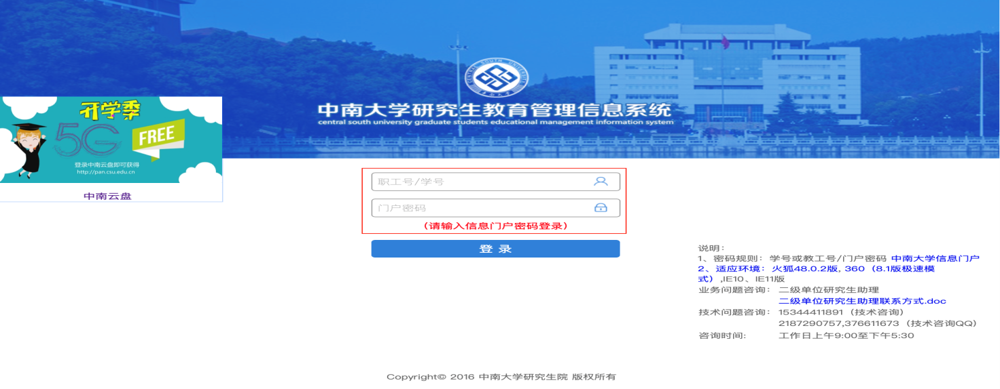 CENTRAL SOUTH UNIVERSITY
中南大学
中南大学研究生教育管理信息系统
central south university graduate students educational management information system
开学季
5G
FREE
登录中南云盘即可获得
http://pan.csu.edu.cn
中南云盘
职工号/学号
门户密码
(请输入信息门户密码登录)
登 录
说明：
1、密码规则：学号或教工号/门户密码 中南大学信息门户
2、适应环境：火狐48.0.2版, 360（8.1版极速模
式）,IE10、IE11版
业务问题咨询： 二级单位研究生助理
二级单位研究生助理联系方式.doc
技术问题咨询： 15344411891（技术咨询）
2187290757,376611673（技术咨询QQ）
咨询时间: 工作日上午9:00至下午5:30
Copyright© 2016 中南大学研究生院 版权所有